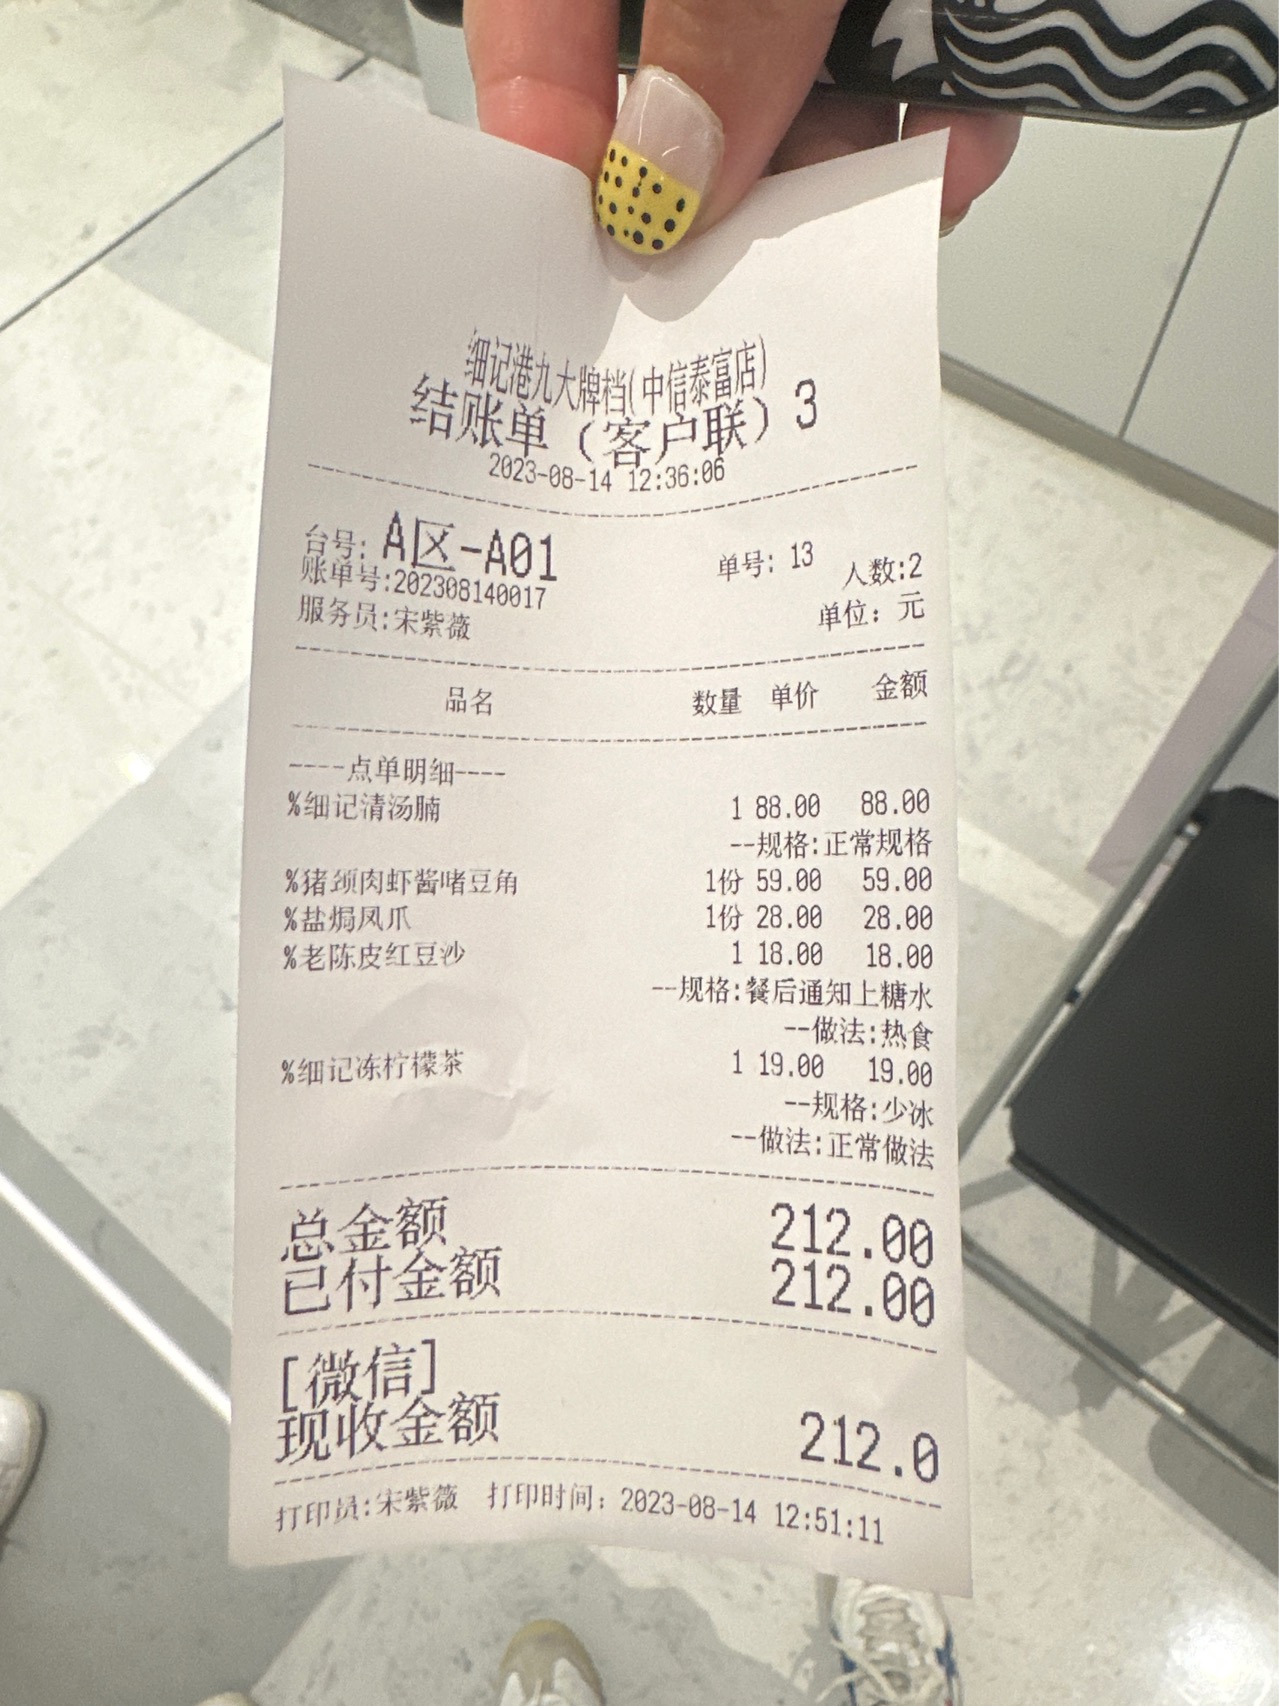 细记港九大牌档(中信泰富店)
结账单（客户联）3
2023-08-14 12:36:06
台号: A区-A01 单号: 13 人数:2
账单号:202308140017
服务员:宋紫薇 单位: 元
品名 数量 单价 金额
----点单明细----
%细记清汤腩 1 88.00 88.00
--规格:正常规格
%猪颈肉虾酱啫豆角 1份 59.00 59.00
%盐焗凤爪 1份 28.00 28.00
%老陈皮红豆沙 1 18.00 18.00
--规格:餐后通知上糖水
--做法:热食
%细记冻柠檬茶 1 19.00 19.00
--规格:少冰
--做法:正常做法
总金额 212.00
已付金额 212.00
[微信]
现收金额 212.0
打印员:宋紫薇 打印时间: 2023-08-14 12:51:11